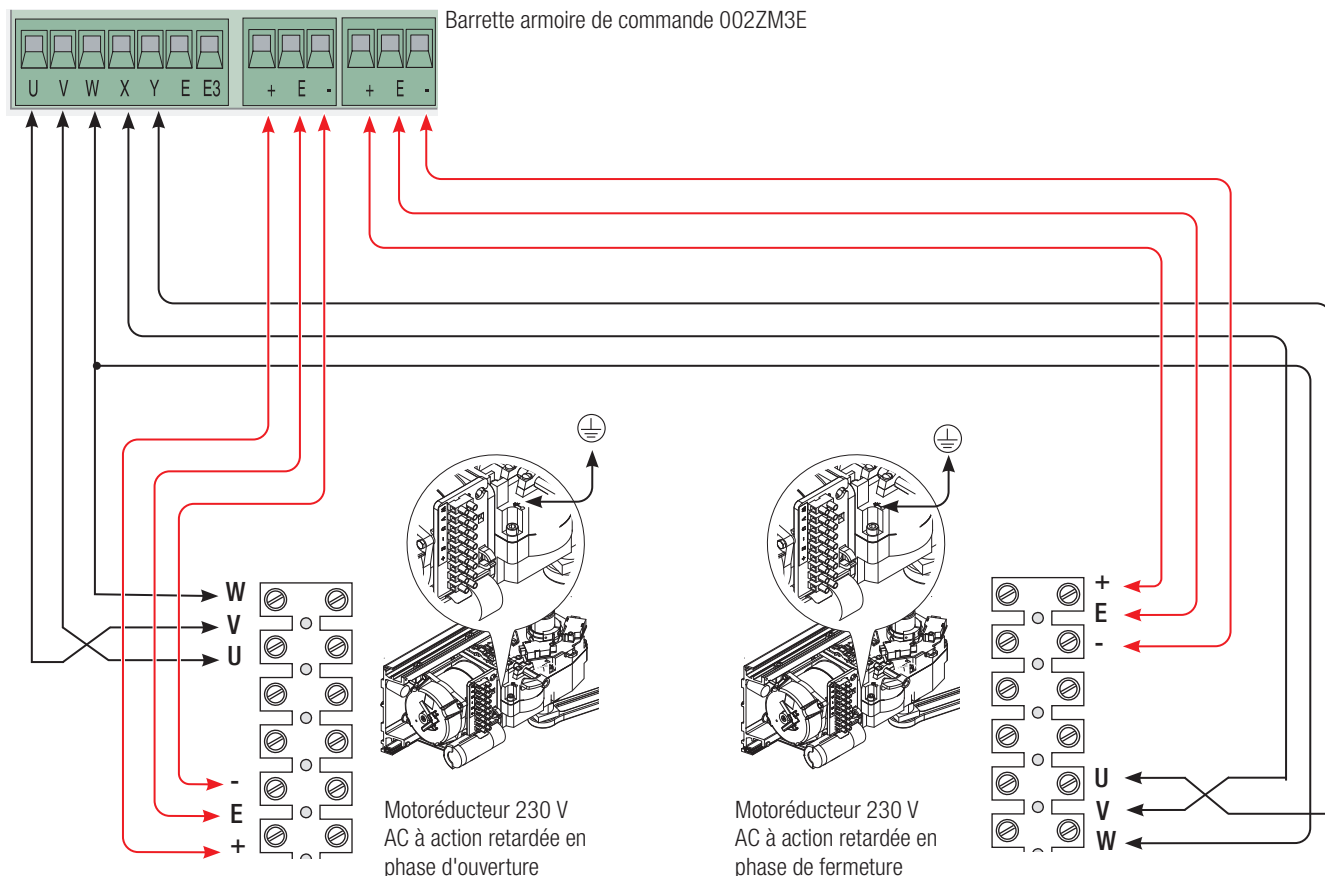 Barrette armoire de commande 002ZM3E
U V W X Y E E3 + E - + E -
W
V
U
-
E
+
Motoréducteur 230 V
AC à action retardée en
phase d'ouverture
Motoréducteur 230 V
AC à action retardée en
phase de fermeture
+
E
-
U
V
W